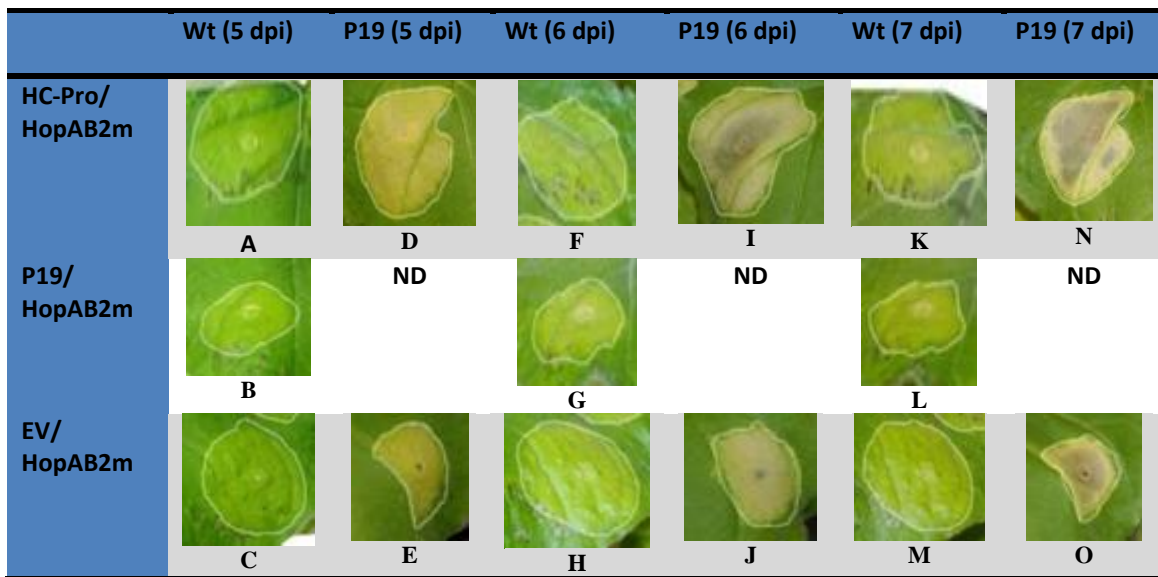 Wt (5 dpi) P19 (5 dpi) Wt (6 dpi) P19 (6 dpi) Wt (7 dpi) P19 (7 dpi)
HC-Pro/
HopAB2m
A D F I K N
P19/
HopAB2m
ND ND ND
B G L
EV/
HopAB2m
C E H J M O